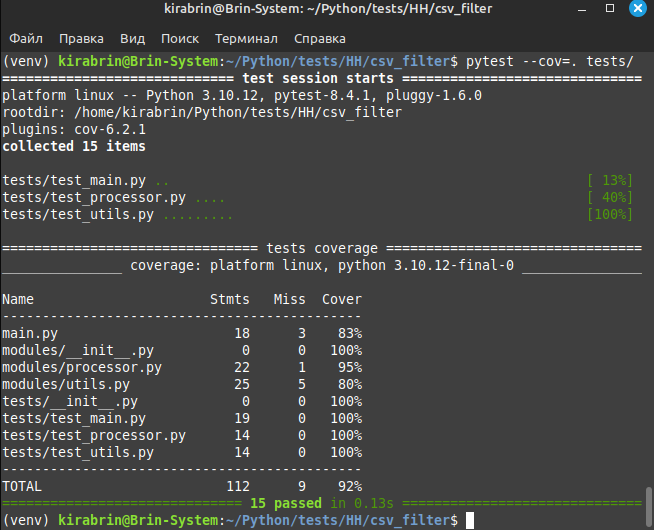 kirabrin@Brin-System: ~/Python/tests/HH/csv_filter
Файл Правка Вид Поиск Терминал Справка
(venv) kirabrin@Brin-System:~/Python/tests/HH/csv_filter$ pytest --cov=. tests/
============================= test session starts ==============================
platform linux -- Python 3.10.12, pytest-8.4.1, pluggy-1.6.0
rootdir: /home/kirabrin/Python/tests/HH/csv_filter
plugins: cov-6.2.1
collected 15 items
tests/test_main.py .. [ 13%]
tests/test_processor.py .... [ 40%]
tests/test_utils.py ......... [100%]
================================ tests coverage ================================
_______________ coverage: platform linux, python 3.10.12-final-0 _______________
Name Stmts Miss Cover
---------------------------------------------
main.py 18 3 83%
modules/__init__.py 0 0 100%
modules/processor.py 22 1 95%
modules/utils.py 25 5 80%
tests/__init__.py 0 0 100%
tests/test_main.py 19 0 100%
tests/test_processor.py 14 0 100%
tests/test_utils.py 14 0 100%
---------------------------------------------
TOTAL 112 9 92%
============================== 15 passed in 0.13s ==============================
(venv) kirabrin@Brin-System:~/Python/tests/HH/csv_filter$